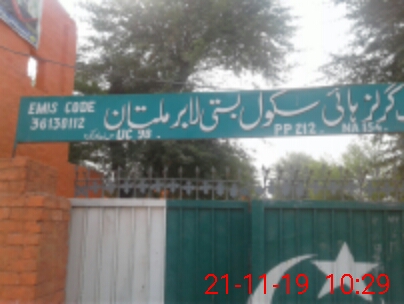 EMIS CODE
36130112
گرلز ہائی سکول بستی لابر ملتان
UC 98.
PP 212.
NA 154.
21-11-19 10:29